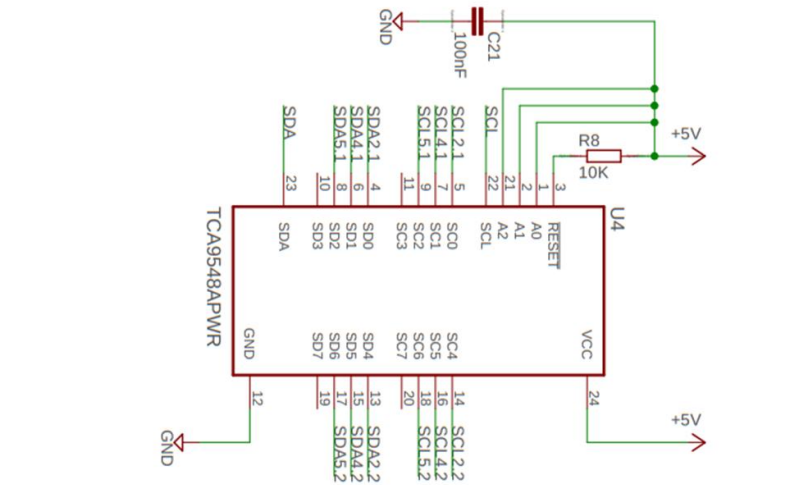 GND
100nF
C21
+5V
R8
10K
SDA
SDA5.1
SDA4.1
SDA2.1
SCL5.1
SCL4.1
SCL2.1
SCL
23
10
8
6
4
11
9
7
5
22
21
2
1
3
U4
TCA9548APWR
SDA
SD3
SD2
SD1
SD0
SC3
SC2
SC1
SC0
SCL
A2
A1
A0
RESET
GND
SD7
SD6
SD5
SD4
SC7
SC6
SC5
SC4
VCC
12
19
17
15
13
20
18
16
14
24
GND
SDA5.2
SDA4.2
SDA2.2
SCL5.2
SCL4.2
SCL2.2
+5V